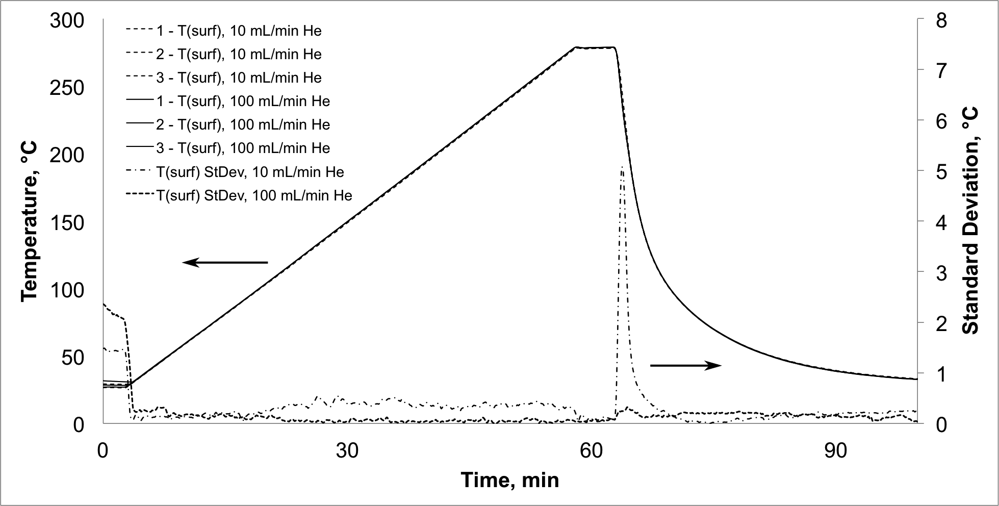 300
250
200
150
100
50
0
Temperature, °C
1 - T(surf), 10 mL/min He
2 - T(surf), 10 mL/min He
3 - T(surf), 10 mL/min He
1 - T(surf), 100 mL/min He
2 - T(surf), 100 mL/min He
3 - T(surf), 100 mL/min He
T(surf) StDev, 10 mL/min He
T(surf) StDev, 100 mL/min He
8
7
6
5
4
3
2
1
0
Standard Deviation, °C
0 30 60 90
Time, min